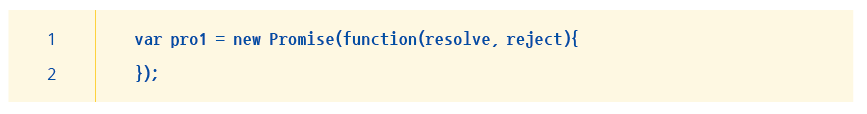 1 var pro1 = new Promise(function(resolve, reject){
2 });